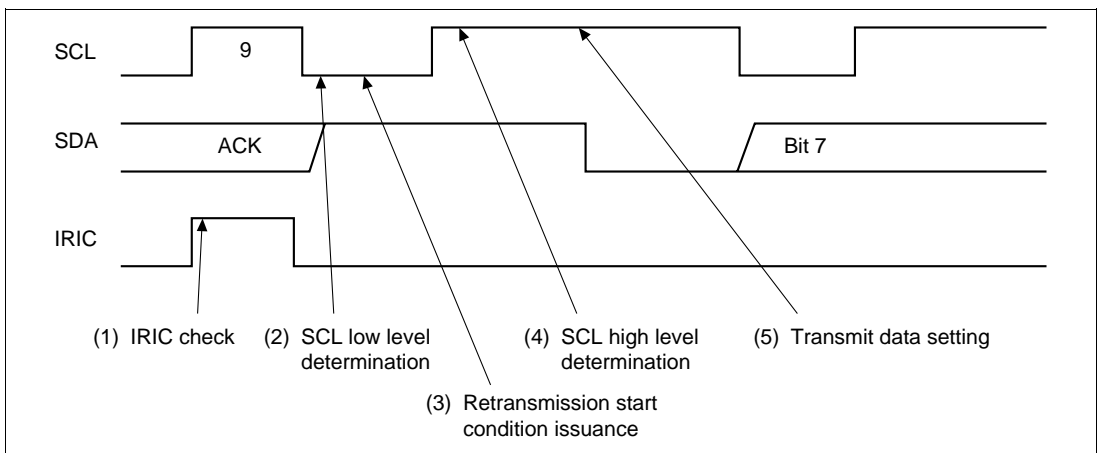 SCL
9
SDA
ACK
Bit 7
IRIC
(1) IRIC check
(2) SCL low level
determination
(4) SCL high level
determination
(5) Transmit data setting
(3) Retransmission start
condition issuance